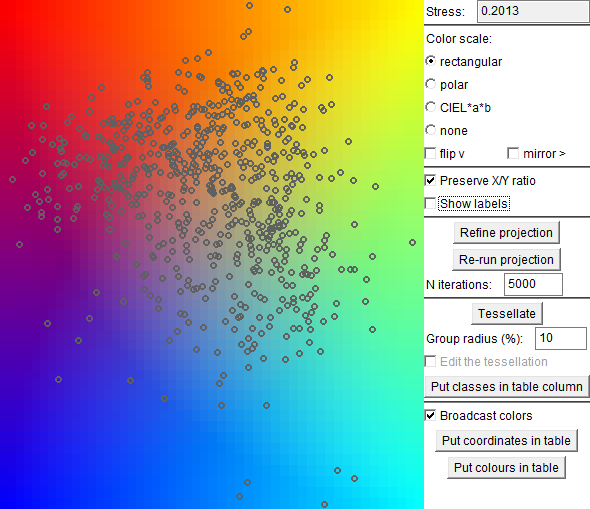 Stress: 0.2013
Color scale:
rectangular
polar
CIEL*a*b
none
flip v mirror >
Preserve X/Y ratio
Show labels
Refine projection
Re-run projection
N iterations: 5000
Tessellate
Group radius (%): 10
Edit the tessellation
Put classes in table column
Broadcast colors
Put coordinates in table
Put colours in table